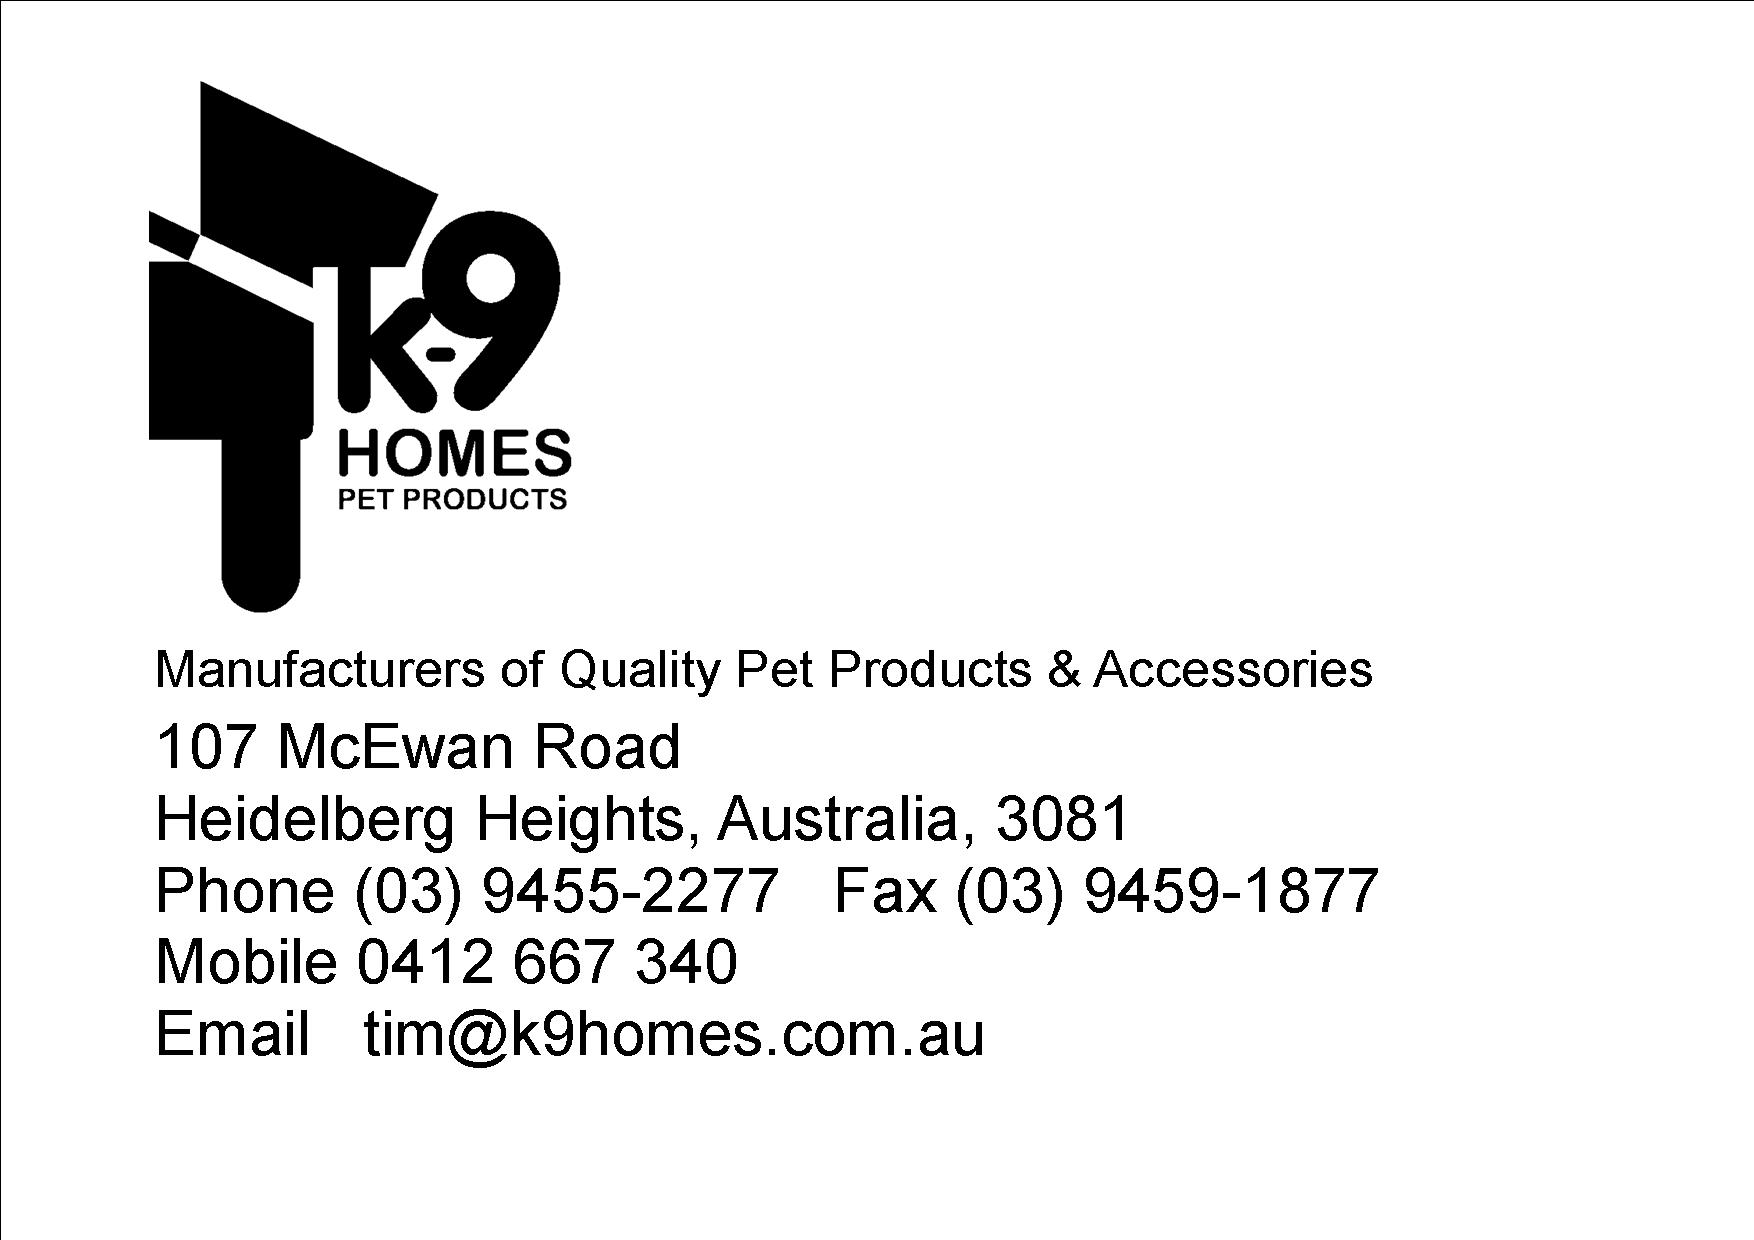 k-9
HOMES
PET PRODUCTS
Manufacturers of Quality Pet Products & Accessories
107 McEwan Road
Heidelberg Heights, Australia, 3081
Phone (03) 9455-2277 Fax (03) 9459-1877
Mobile 0412 667 340
Email tim@k9homes.com.au